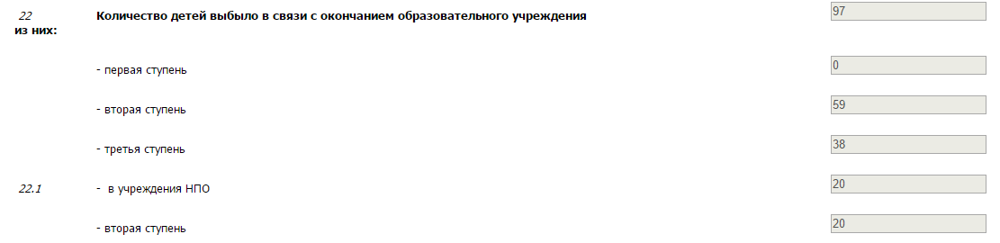 22 Количество детей выбыло в связи с окончанием образовательного учреждения 97
из них:
- первая ступень 0
- вторая ступень 59
- третья ступень 38
22.1 - в учреждения НПО 20
- вторая ступень 20